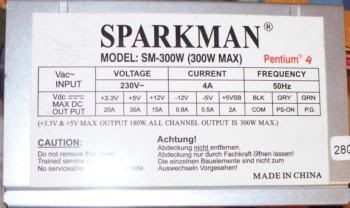 SPARKMAN®
MODEL: SM-300W (300W MAX)
Pentium® 4
Vac~ INPUT VOLTAGE CURRENT FREQUENCY
230V~ 4A 50Hz
Vdc MAX DC OUT PUT +3.3V +5V +12V -12V -5V +5VSB BLK GRY GRN
20A 30A 15A 0.8A 0.5A 2A COM PS-ON P.G.
(+3.3V & +5V MAX OUTPUT 180W. ALL CHANNEL OUTPUT IS 300W MAX.)
CAUTION:
Do not remove this
Trained service
No serviceable
Achtung!
Abdeckung nicht entfernen.
Abdeckung nur durch Fachkraft öffnen lassen!
Die einzelnen Bauelemente sind nicht
Auswechseln Vorgesehen?
MADE IN CHINA
280